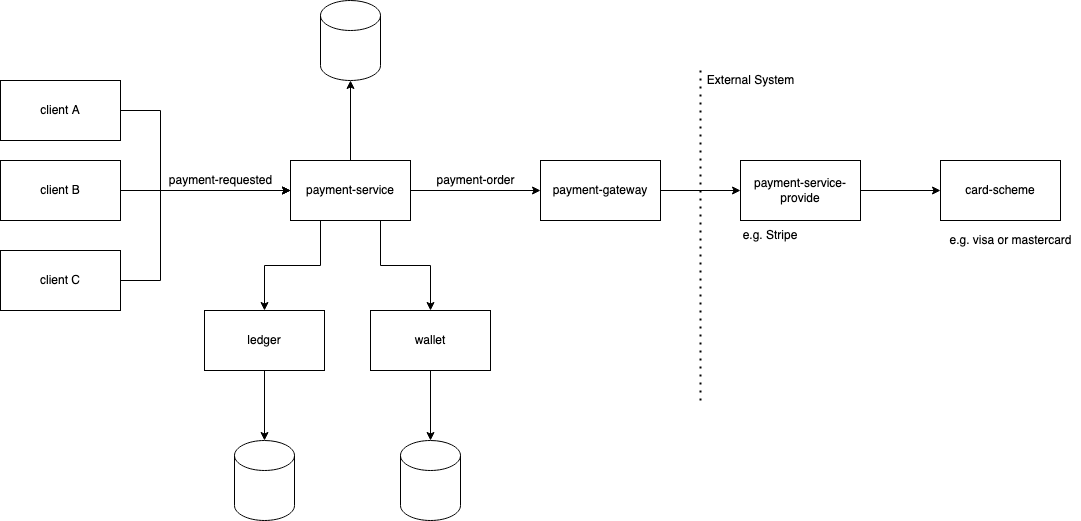 External System
client A
client B
payment-requested
payment-service
payment-order
payment-gateway
payment-service-
provide
card-scheme
e.g. Stripe
e.g. visa or mastercard
client C
ledger
wallet